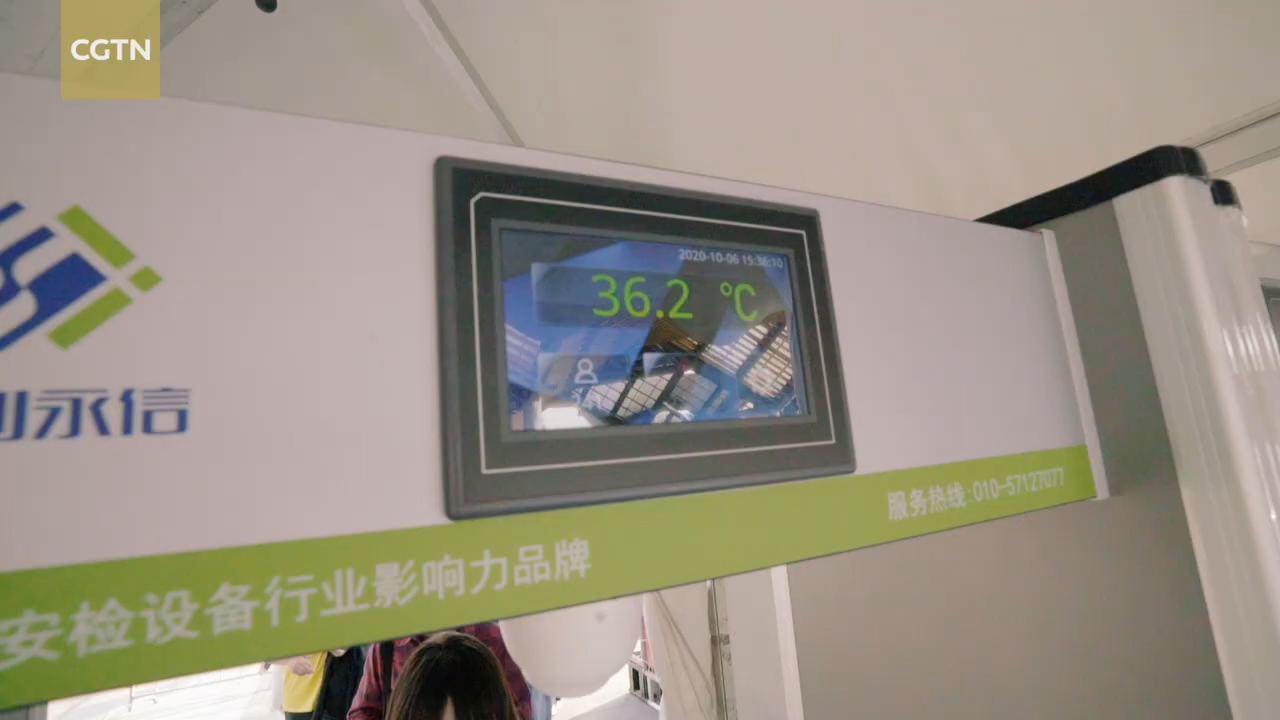 CGTN
2020-10-06 15:36:10
36.2 ℃
永信
服务热线:010-57127077
安检设备行业影响力品牌